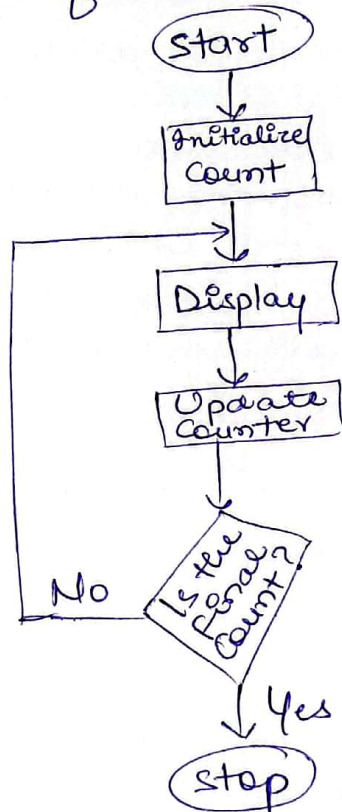 Start
Initialize
Count
Display
Update
Counter
Is the
Final
Count?
No
Yes
Stop